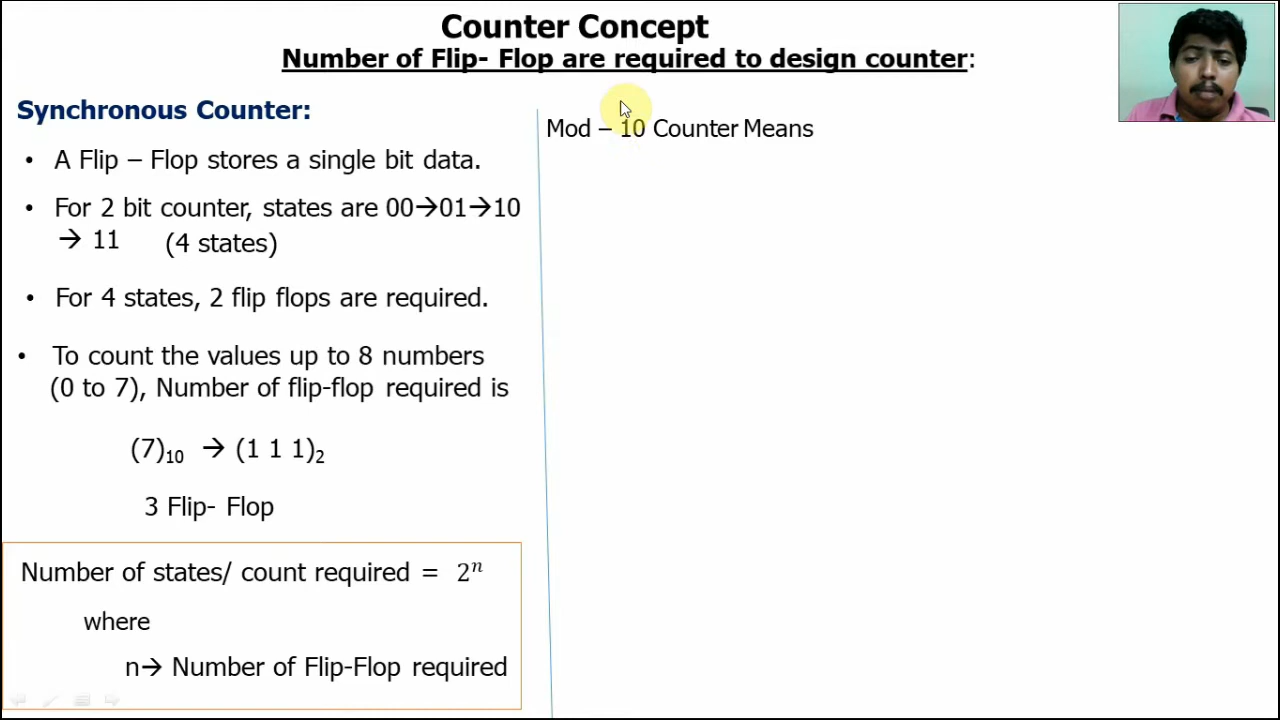 Counter Concept
Number of Flip- Flop are required to design counter:
Synchronous Counter:
• A Flip – Flop stores a single bit data.
• For 2 bit counter, states are 00→01→10
→ 11 (4 states)
• For 4 states, 2 flip flops are required.
• To count the values up to 8 numbers
(0 to 7), Number of flip-flop required is
(7)₁₀ → (1 1 1)₂
3 Flip- Flop
Number of states/ count required = 2ⁿ
where
n→ Number of Flip-Flop required
Mod – 10 Counter Means